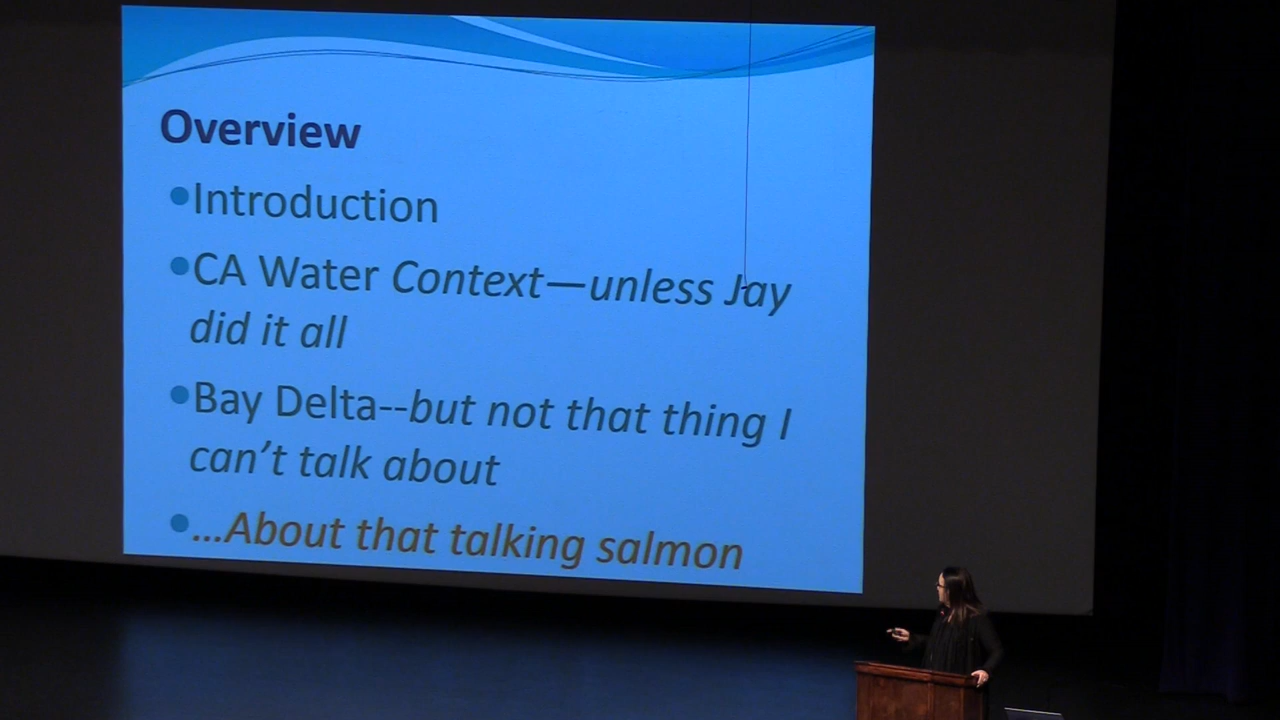 Overview
•Introduction
•CA Water Context—unless Jay
did it all
•Bay Delta--but not that thing I
can't talk about
•...About that talking salmon